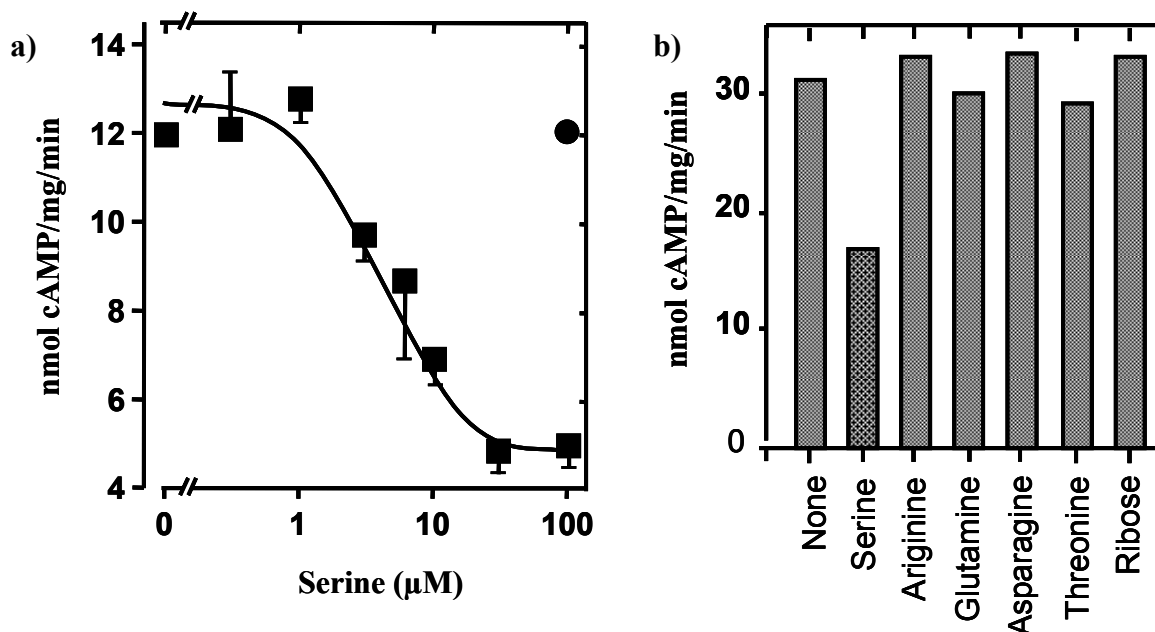 a)
nmol cAMP/mg/min
14
12
10
8
6
4
0
1
10
100
Serine (µM)
b)
nmol cAMP/mg/min
30
20
10
0
None
Serine
Ariginine
Glutamine
Asparagine
Threonine
Ribose